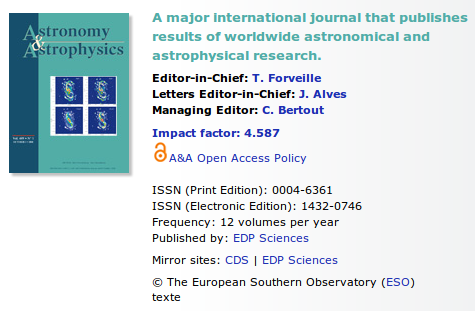 Astronomy
&
Astrophysics
A major international journal that publishes
results of worldwide astronomical and
astrophysical research.
Editor-in-Chief: T. Forveille
Letters Editor-in-Chief: J. Alves
Managing Editor: C. Bertout
Impact factor: 4.587
A&A Open Access Policy
ISSN (Print Edition): 0004-6361
ISSN (Electronic Edition): 1432-0746
Frequency: 12 volumes per year
Published by: EDP Sciences
Mirror sites: CDS | EDP Sciences
© The European Southern Observatory (ESO)
texte